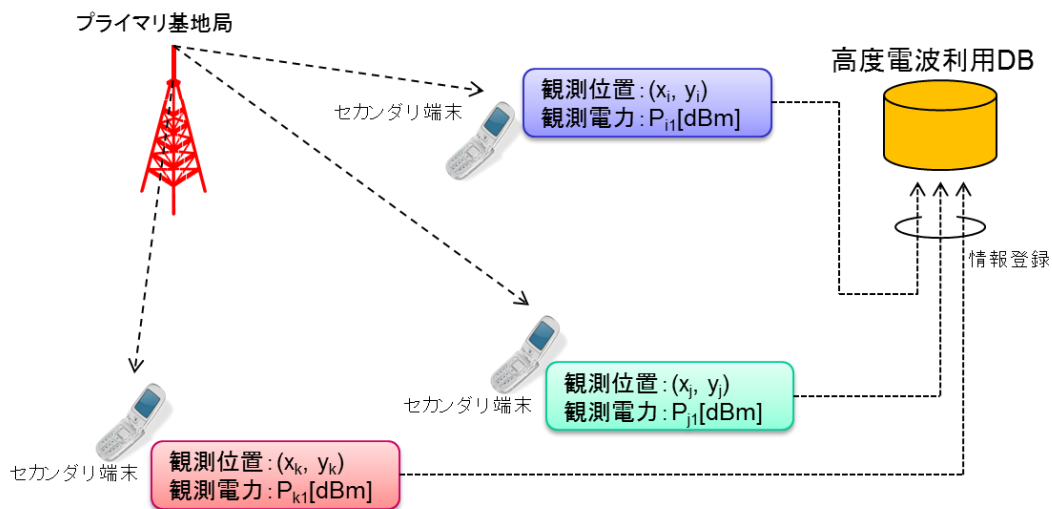 プライマリ基地局
高度電波利用DB
セカンダリ端末
観測位置:(xi, yi)
観測電力:Pi1[dBm]
情報登録
セカンダリ端末
観測位置:(xj, yj)
観測電力:Pj1[dBm]
セカンダリ端末
観測位置:(xk, yk)
観測電力:Pk1[dBm]